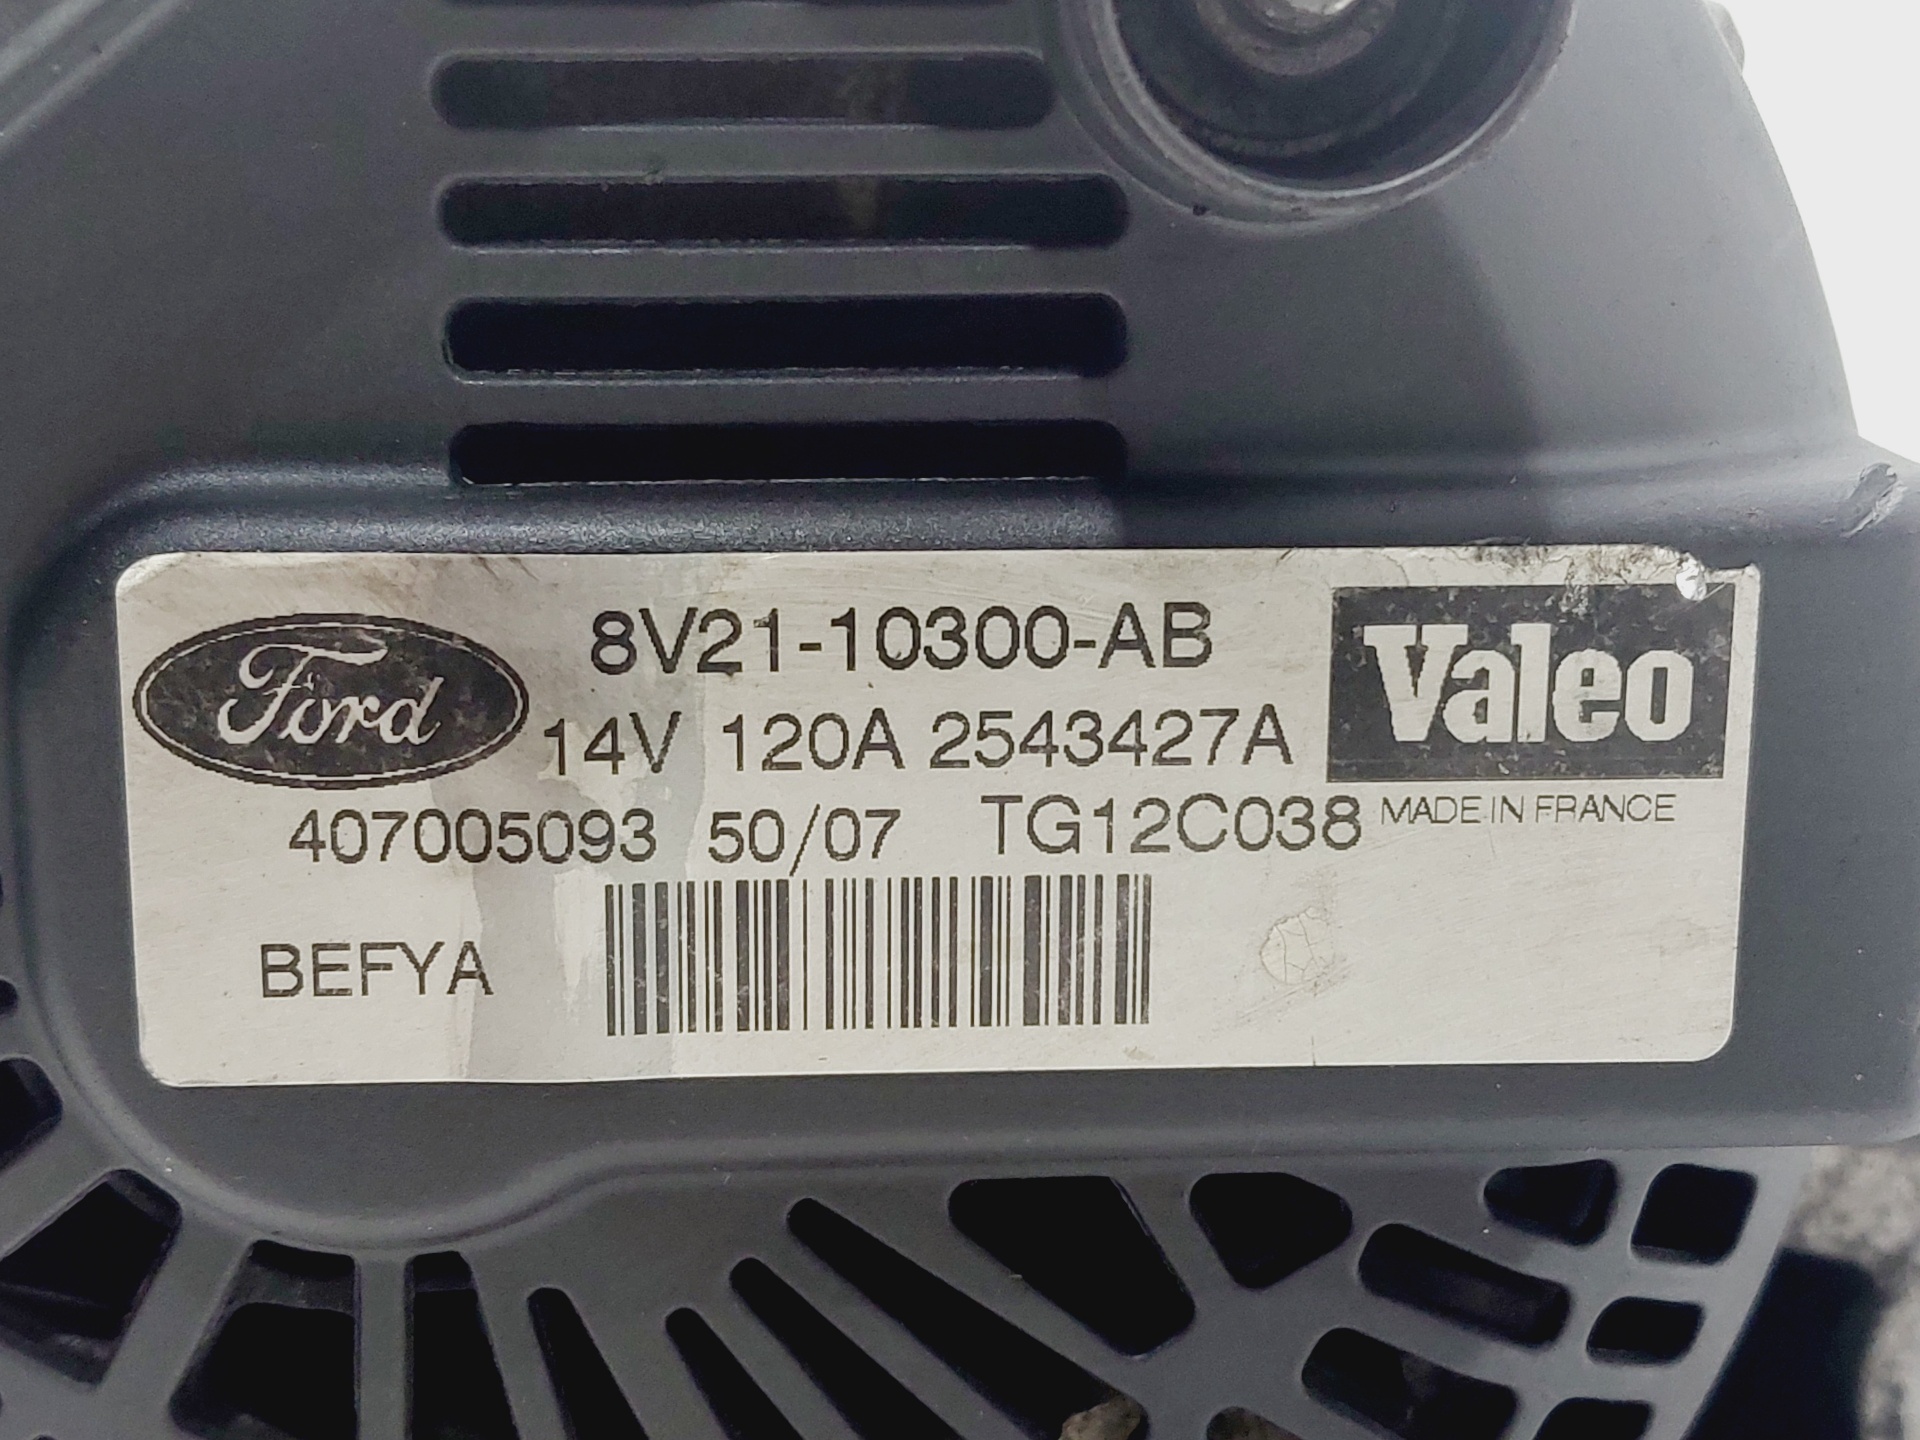 Ford
8V21-10300-AB
Valeo
14V 120A 2543427A
407005093 50/07 TG12C038
MADE IN FRANCE
BEFYA